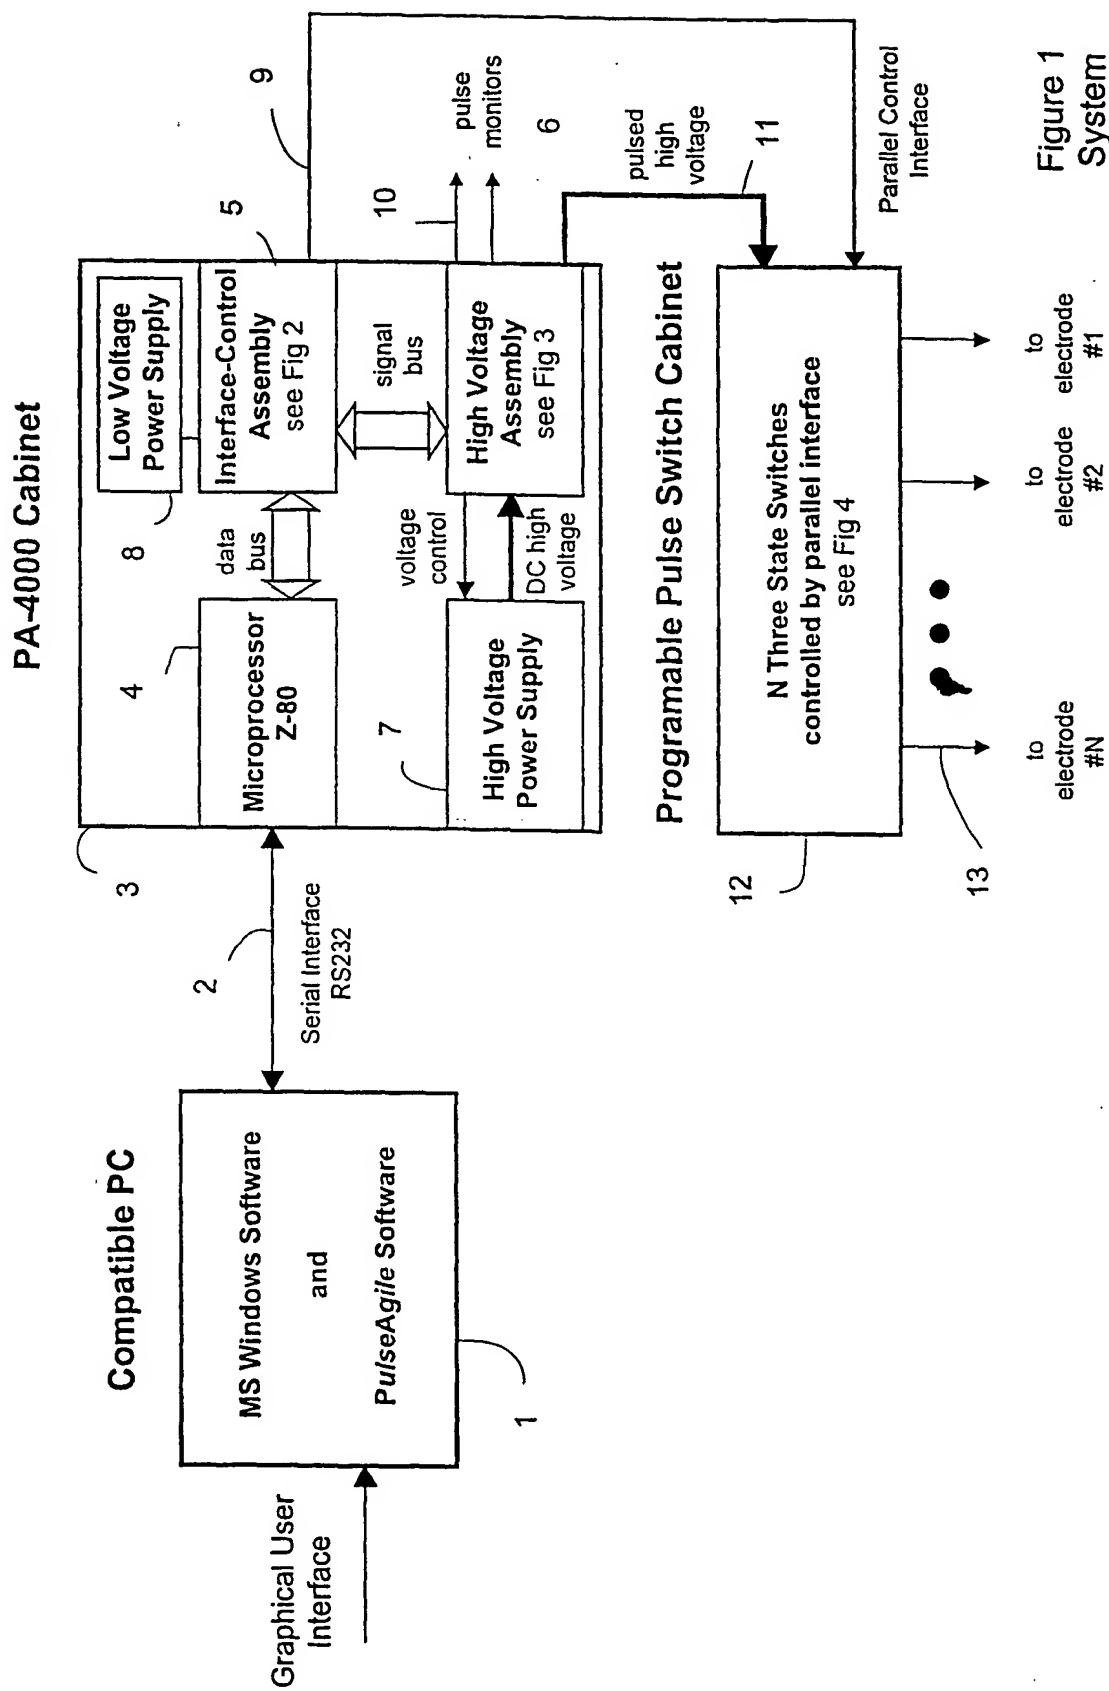 PA-4000 Cabinet
Compatible PC
Graphical User
Interface
MS Windows Software
and
PulseAgile Software
1
2
Serial Interface
RS232
3
4
Microprocessor
Z-80
data
bus
8
Low Voltage
Power Supply
Interface-Control
Assembly
see Fig 2
5
9
signal
bus
7
High Voltage
Power Supply
voltage
control
DC high
voltage
High Voltage
Assembly
see Fig 3
10
pulse
monitors
6
pulsed
high
voltage
11
Programable Pulse Switch Cabinet
N Three State Switches
controlled by parallel interface
see Fig 4
12
13
Parallel Control
Interface
to
electrode
#N
to
electrode
#2
to
electrode
#1
Figure 1
System